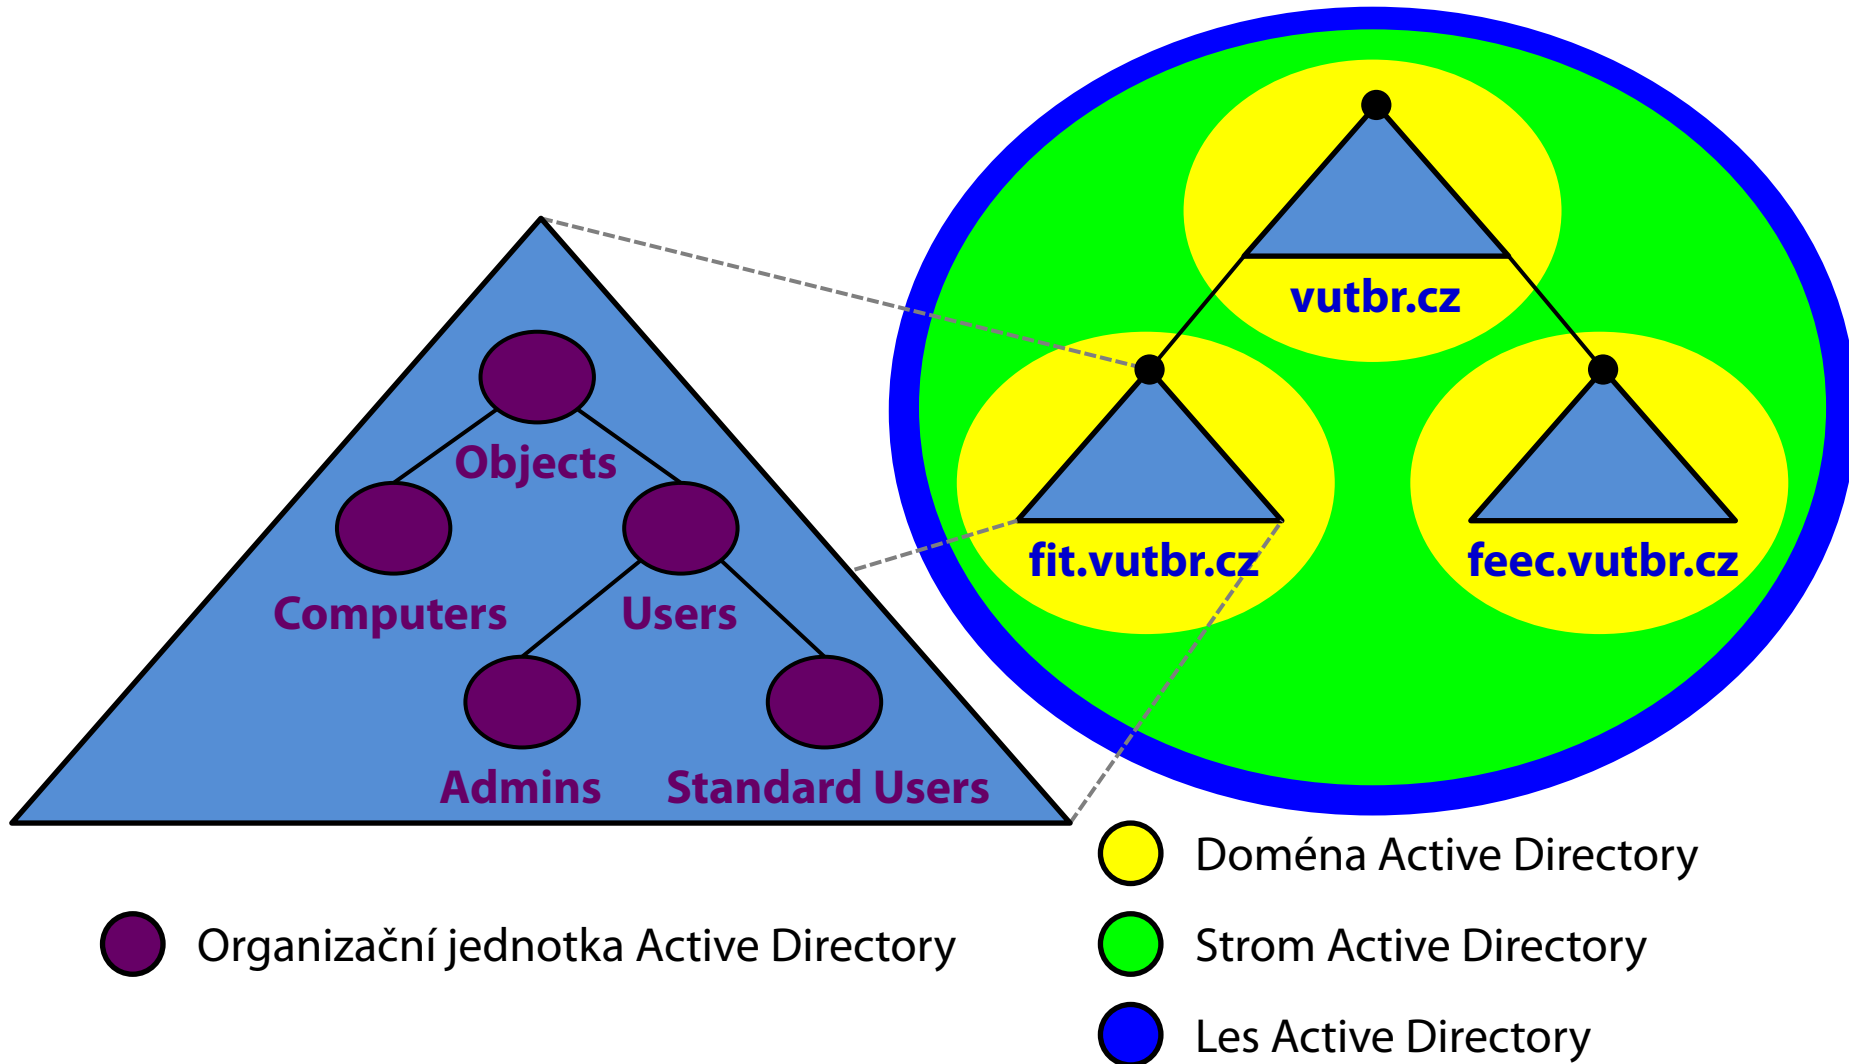 vutbr.cz
fit.vutbr.cz
feec.vutbr.cz
Objects
Computers
Users
Admins
Standard Users
Organizační jednotka Active Directory
Doména Active Directory
Strom Active Directory
Les Active Directory